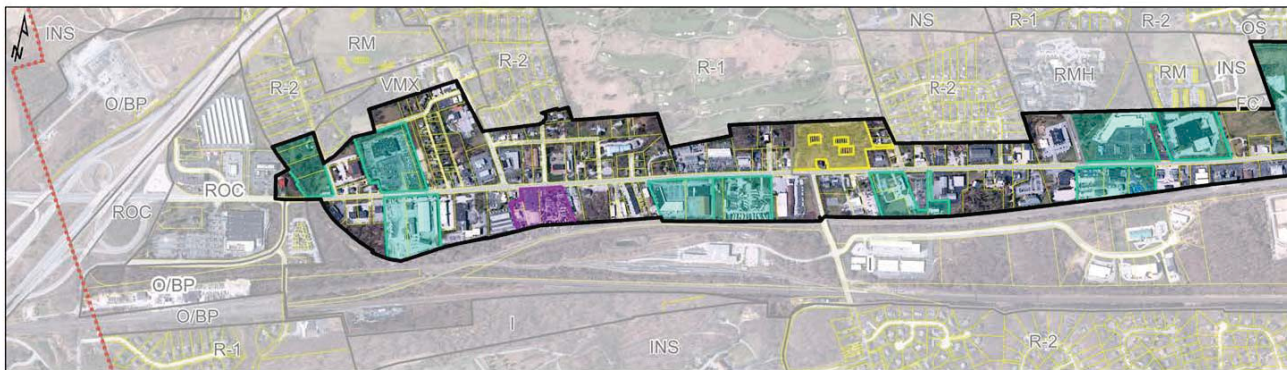 N
INS
O/BP
R-2
RM
VMX
R-2
R-1
NS
R-1
R-2
OS
R-2
RMH
RM
INS
FC
ROC
ROC
O/BP
O/BP
R-1
I
INS
I
R-2